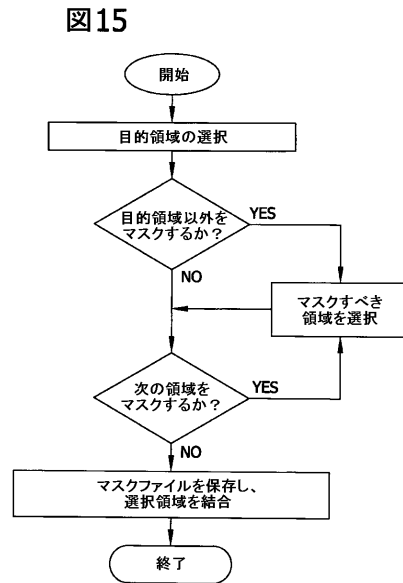 図15
開始
目的領域の選択
目的領域以外を
マスクするか？
YES
NO
マスクすべき
領域を選択
次の領域を
マスクするか？
YES
NO
マスクファイルを保存し、
選択領域を結合
終了